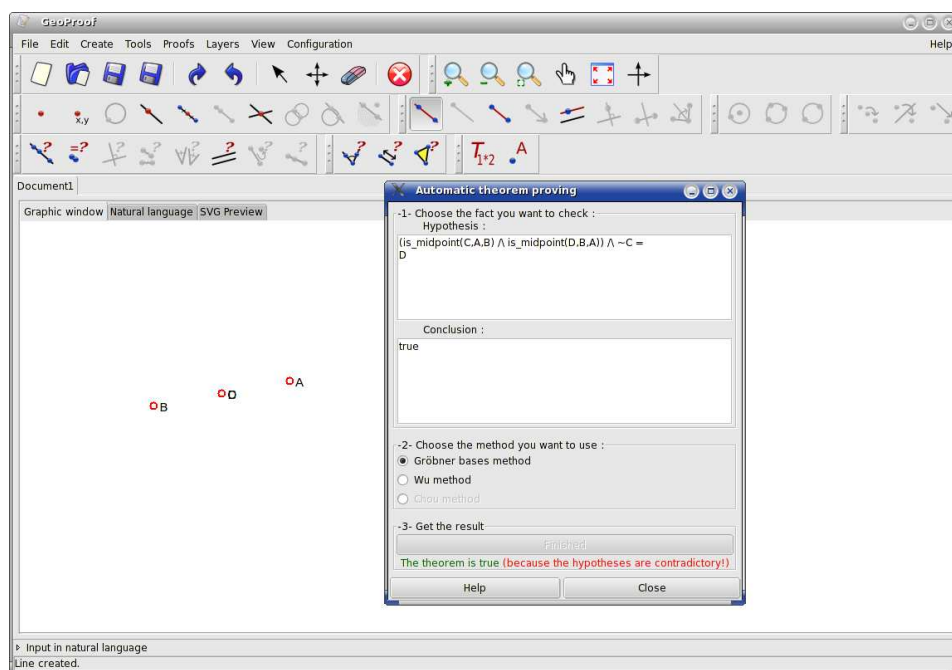 GeoProof
File Edit Create Tools Proofs Layers View Configuration Help
x,y
? =? ? ? ? ? ? ? ? ? ? T1*2 A
Document1
Graphic window Natural language SVG Preview
Automatic theorem proving
-1- Choose the fact you want to check :
Hypothesis :
(is_midpoint(C,A,B) /\ is_midpoint(D,B,A)) /\ ~C =
D
Conclusion :
true
A
B
-2- Choose the method you want to use :
Gröbner bases method
Wu method
Chou method
-3- Get the result
Finished
The theorem is true (because the hypotheses are contradictory!)
Help Close
Input in natural language
Line created.